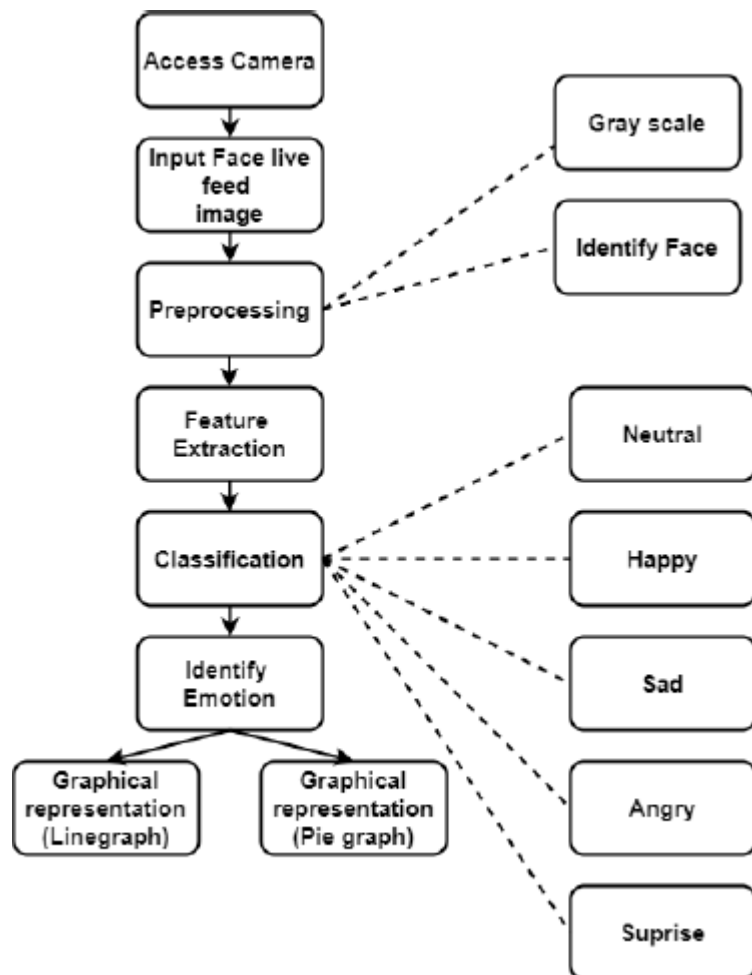 Access Camera
Input Face live
feed
image
Preprocessing
Feature
Extraction
Classification
Identify
Emotion
Graphical
representation
(Linegraph)
Graphical
representation
(Pie graph)
Gray scale
Identify Face
Neutral
Happy
Sad
Angry
Suprise